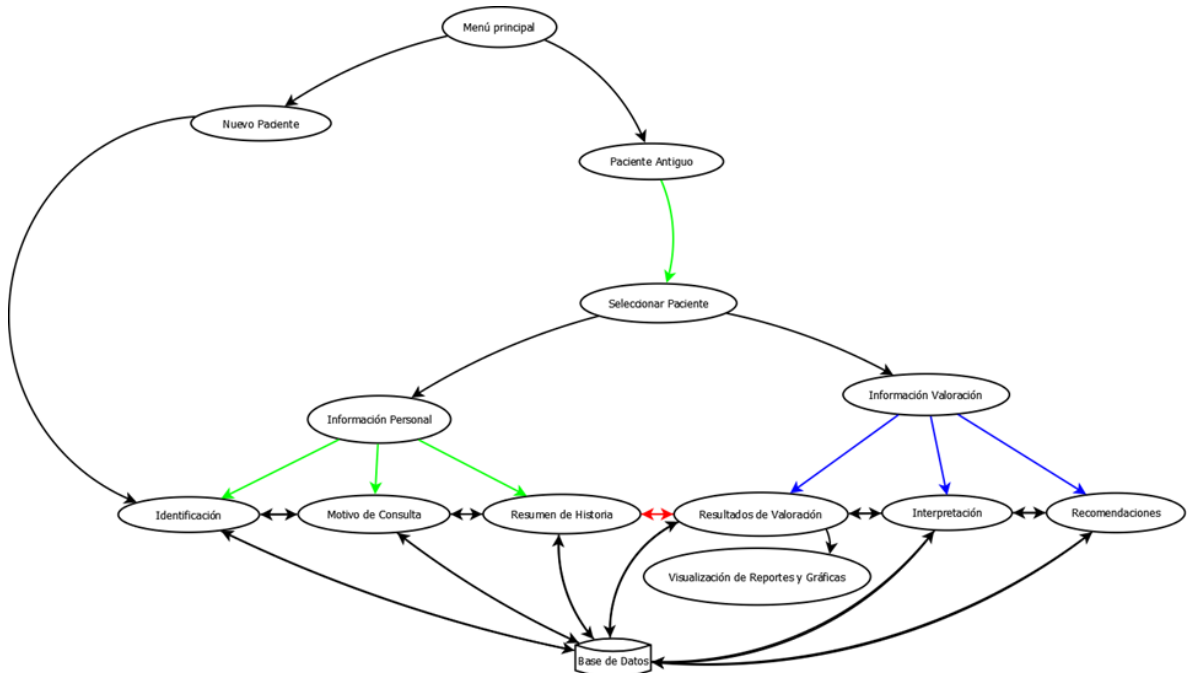 Menú principal
Nuevo Paciente
Paciente Antiguo
Seleccionar Paciente
Información Valoración
Información Personal
Identificación
Motivo de Consulta
Resumen de Historia
Resultados de Valoración
Interpretación
Recomendaciones
Visualización de Reportes y Gráficas
Base de Datos